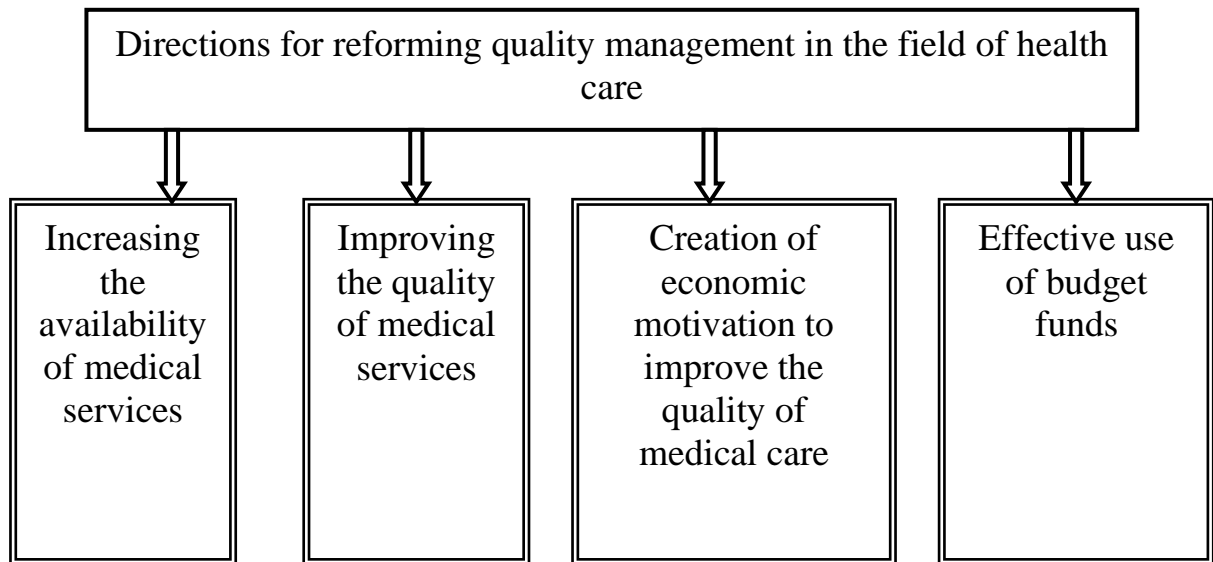 Directions for reforming quality management in the field of health
care
Increasing
the
availability
of medical
services
Improving
the quality
of medical
services
Creation of
economic
motivation to
improve the
quality of
medical care
Effective use
of budget
funds